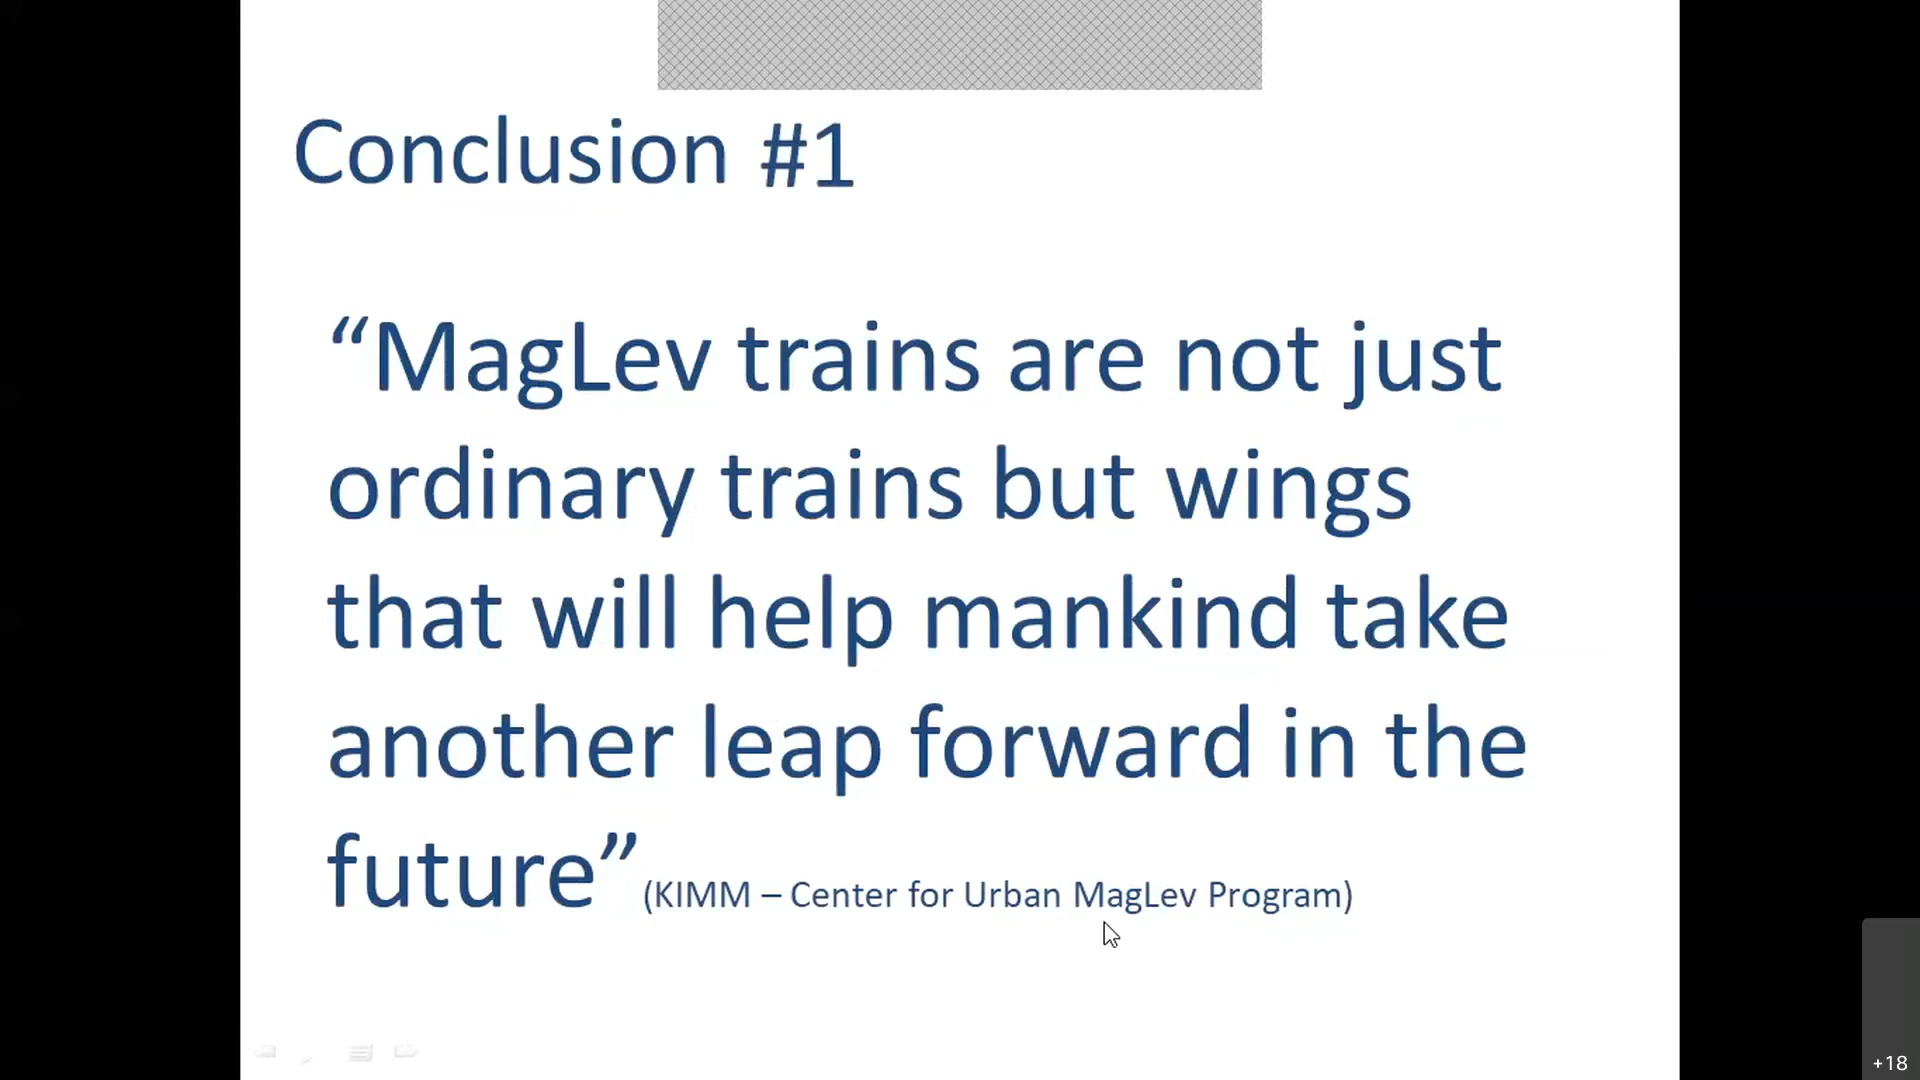 Conclusion #1
“MagLev trains are not just
ordinary trains but wings
that will help mankind take
another leap forward in the
future” (KIMM – Center for Urban MagLev Program)
+18